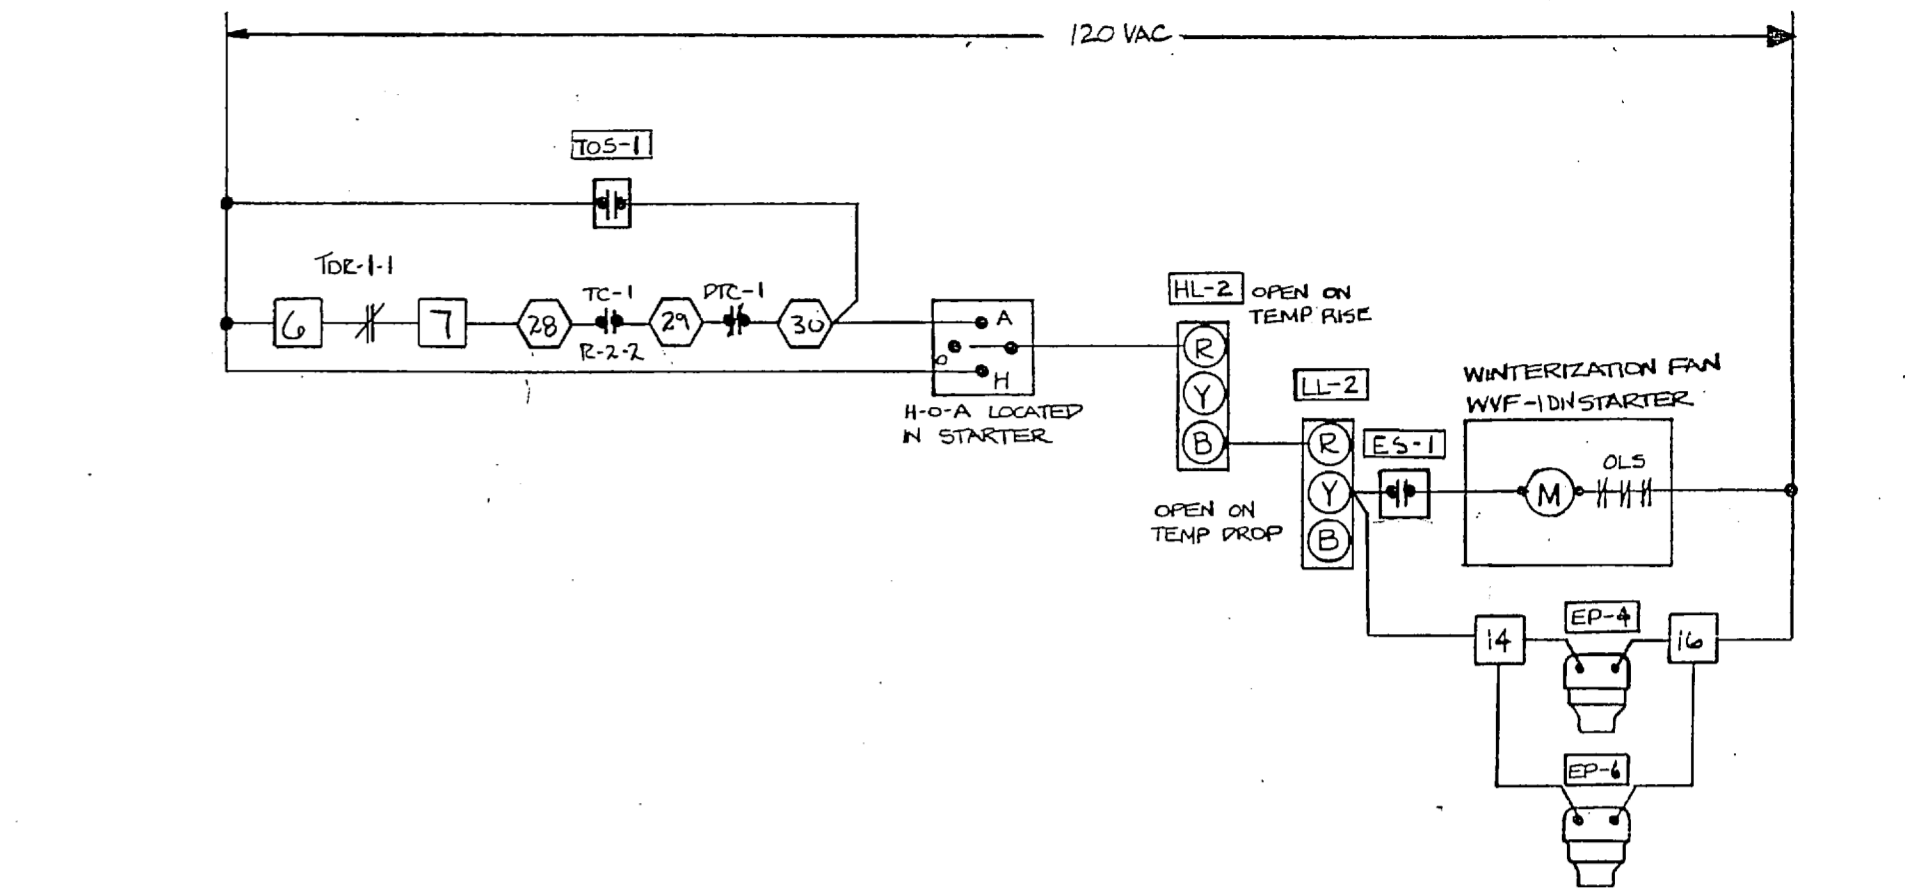 120 VAC
TOS-1
TDR-1-1
6
7
28
TC-1
R-2-2
29
DTC-1
30
A
O
H
H-O-A LOCATED
IN STARTER
HL-2
OPEN ON
TEMP RISE
R
Y
B
LL-2
OPEN ON
TEMP DROP
R
Y
B
ES-1
WINTERIZATION FAN
WVF-1 IN STARTER
M
OLS
14
EP-4
16
EP-6